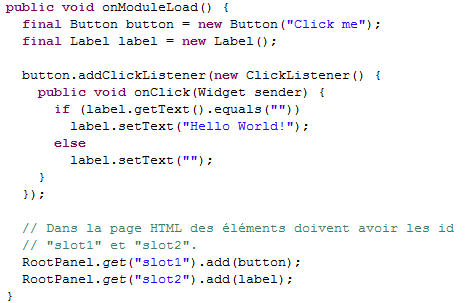 public void onModuleLoad() {
  final Button button = new Button("Click me");
  final Label label = new Label();

  button.addClickListener(new ClickListener() {
    public void onClick(Widget sender) {
      if (label.getText().equals(""))
        label.setText("Hello World!");
      else
        label.setText("");
    }
  });

  // Dans la page HTML des éléments doivent avoir les id
  // "slot1" et "slot2".
  RootPanel.get("slot1").add(button);
  RootPanel.get("slot2").add(label);
}